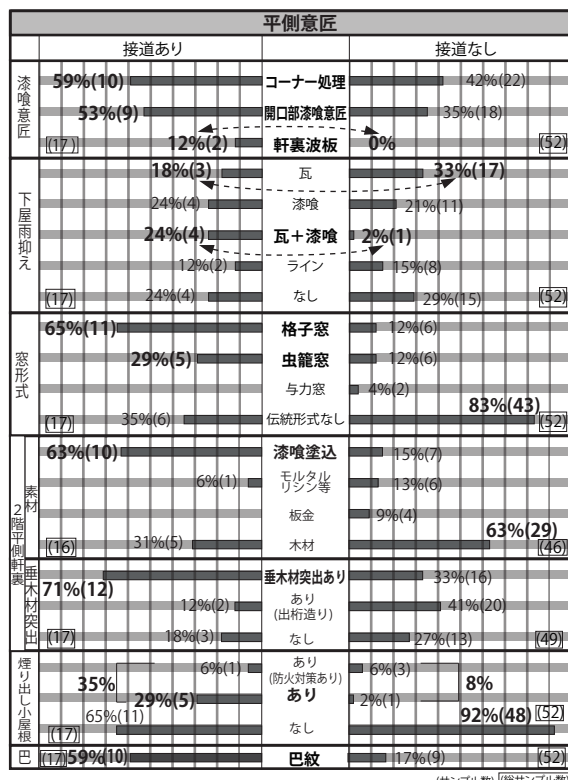 平側意匠
接道あり 接道なし
漆喰意匠
59%(10) コーナー処理 42%(22)
53%(9) 開口部漆喰意匠 35%(18)
(17) 12%(2) 軒裏波板 0% (52)
下屋雨抑え
18%(3) 瓦 33%(17)
24%(4) 漆喰 21%(11)
24%(4) 瓦+漆喰 2%(1)
12%(2) ライン 15%(8)
(17) 24%(4) なし 29%(15) (52)
窓形式
65%(11) 格子窓 12%(6)
29%(5) 虫籠窓 12%(6)
与力窓 4%(2)
(17) 35%(6) 伝統形式なし 83%(43) (52)
2階平側軒裏
素材
63%(10) 漆喰塗込 15%(7)
6%(1) モルタル
リシン等 13%(6)
板金 9%(4)
(16) 31%(5) 木材 63%(29) (46)
垂木材突出
71%(12) 垂木材突出あり 33%(16)
12%(2) あり
(出桁造り) 41%(20)
(17) 18%(3) なし 27%(13) (49)
煙り出し小屋根
6%(1) あり
(防火対策あり) 6%(3)
35% 8%
29%(5) あり 2%(1)
(17) 65%(11) なし 92%(48) (52)
巴
(17) 59%(10) 巴紋 17%(9) (52)
(サンプル数) (総サンプル数)